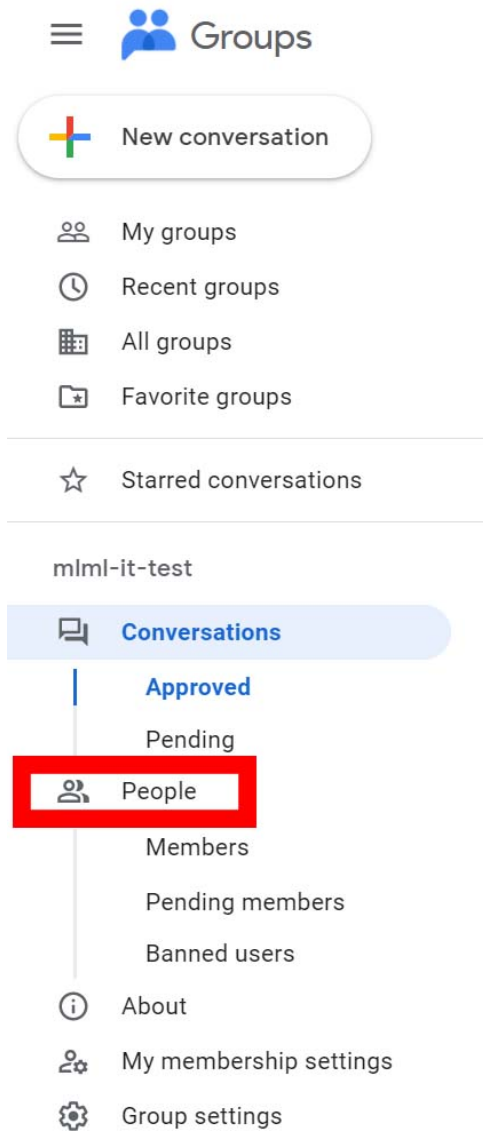 Groups
New conversation
My groups
Recent groups
All groups
Favorite groups
Starred conversations
mlml-it-test
Conversations
Approved
Pending
People
Members
Pending members
Banned users
About
My membership settings
Group settings